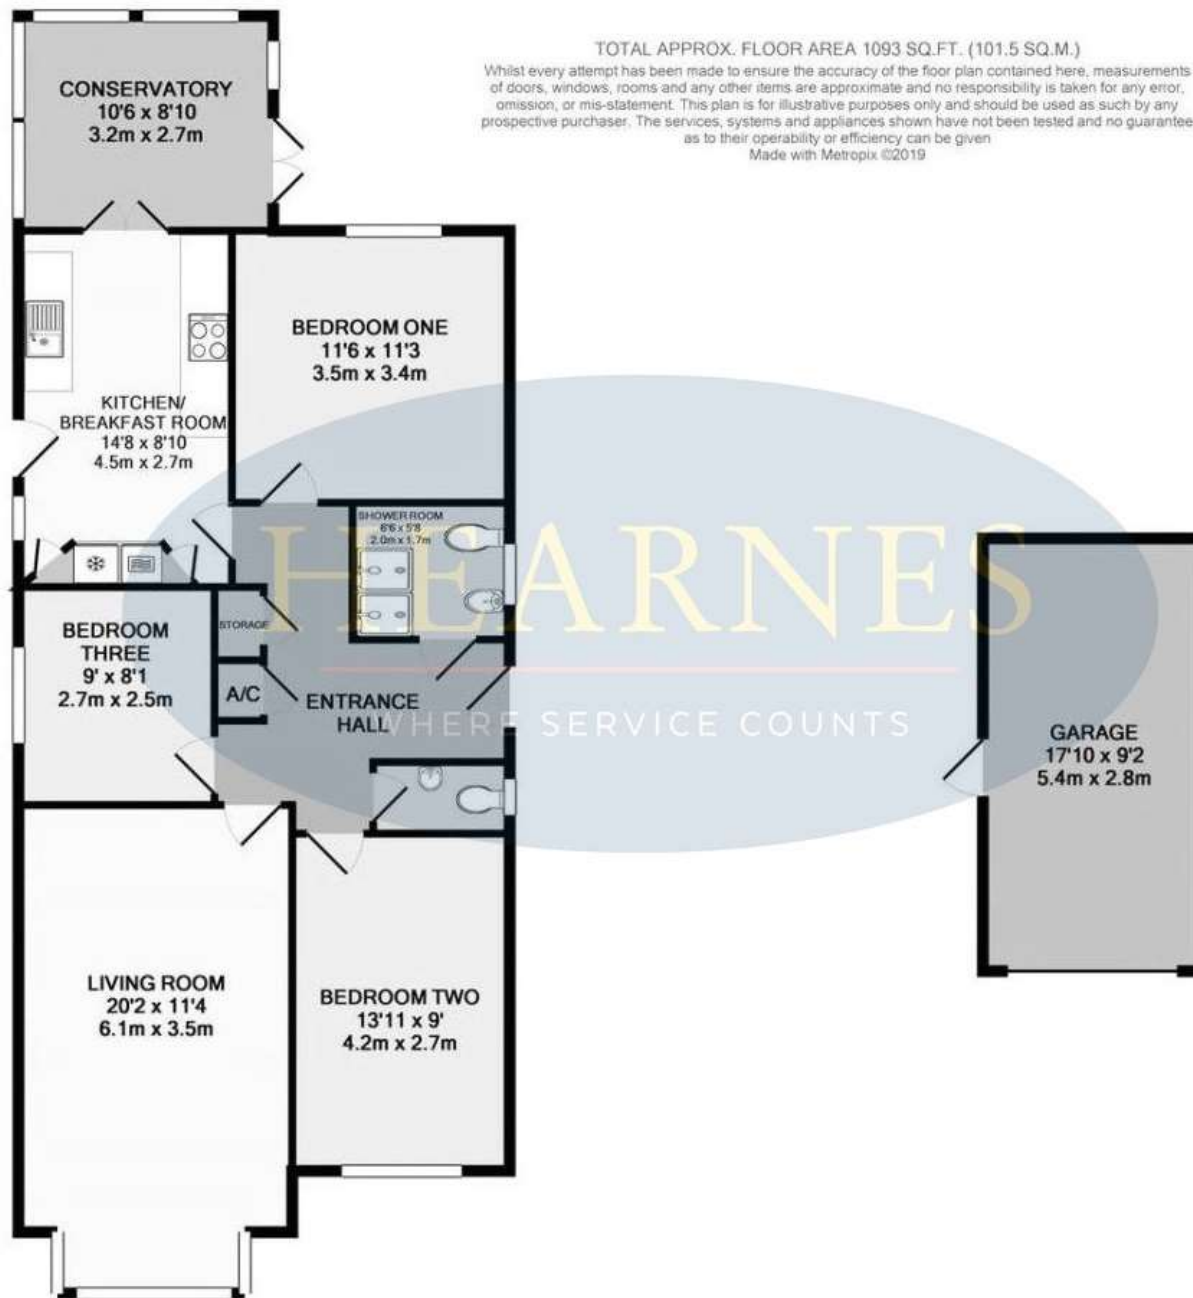 TOTAL APPROX. FLOOR AREA 1093 SQ.FT. (101.5 SQ.M.)
Whilst every attempt has been made to ensure the accuracy of the floor plan contained here, measurements
of doors, windows, rooms and any other items are approximate and no responsibility is taken for any error,
omission, or mis-statement. This plan is for illustrative purposes only and should be used as such by any
prospective purchaser. The services, systems and appliances shown have not been tested and no guarantee
as to their operability or efficiency can be given
Made with Metropix ©2019
CONSERVATORY
10'6 x 8'10
3.2m x 2.7m
BEDROOM ONE
11'6 x 11'3
3.5m x 3.4m
KITCHEN/
BREAKFAST ROOM
14'8 x 8'10
4.5m x 2.7m
SHOWER ROOM
6'6 x 5'8
2.0m x 1.7m
HEARNES
WHERE SERVICE COUNTS
STORAGE
BEDROOM
THREE
9' x 8'1
2.7m x 2.5m
A/C
ENTRANCE
HALL
GARAGE
17'10 x 9'2
5.4m x 2.8m
LIVING ROOM
20'2 x 11'4
6.1m x 3.5m
BEDROOM TWO
13'11 x 9'
4.2m x 2.7m